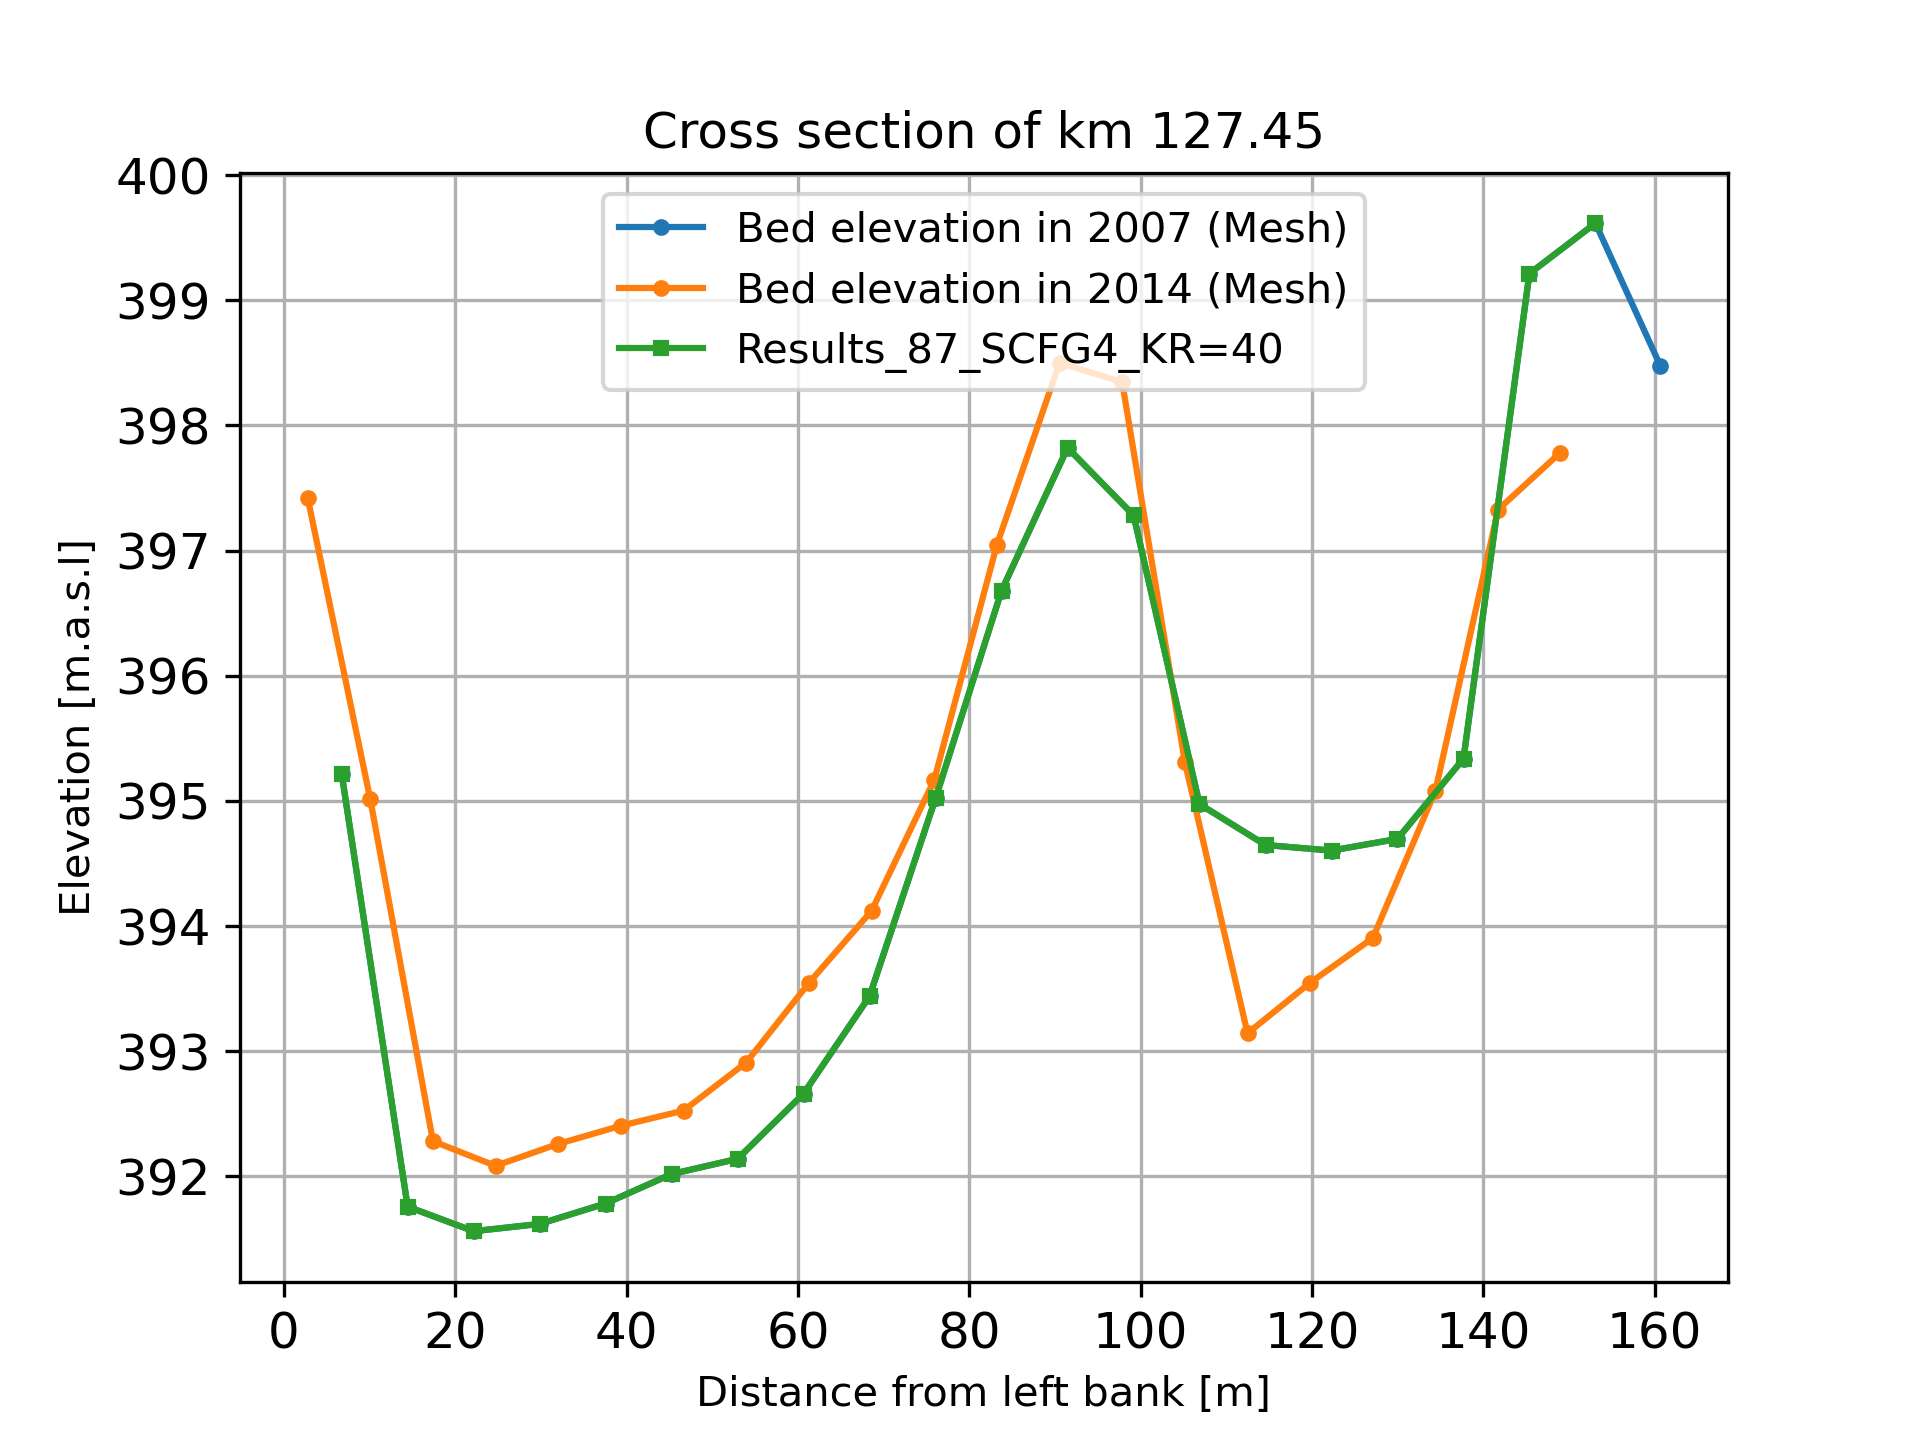 Cross section of km 127.45
Bed elevation in 2007 (Mesh)
Bed elevation in 2014 (Mesh)
Results_87_SCFG4_KR=40
Elevation [m.a.s.l]
400
399
398
397
396
395
394
393
392
0 20 40 60 80 100 120 140 160
Distance from left bank [m]